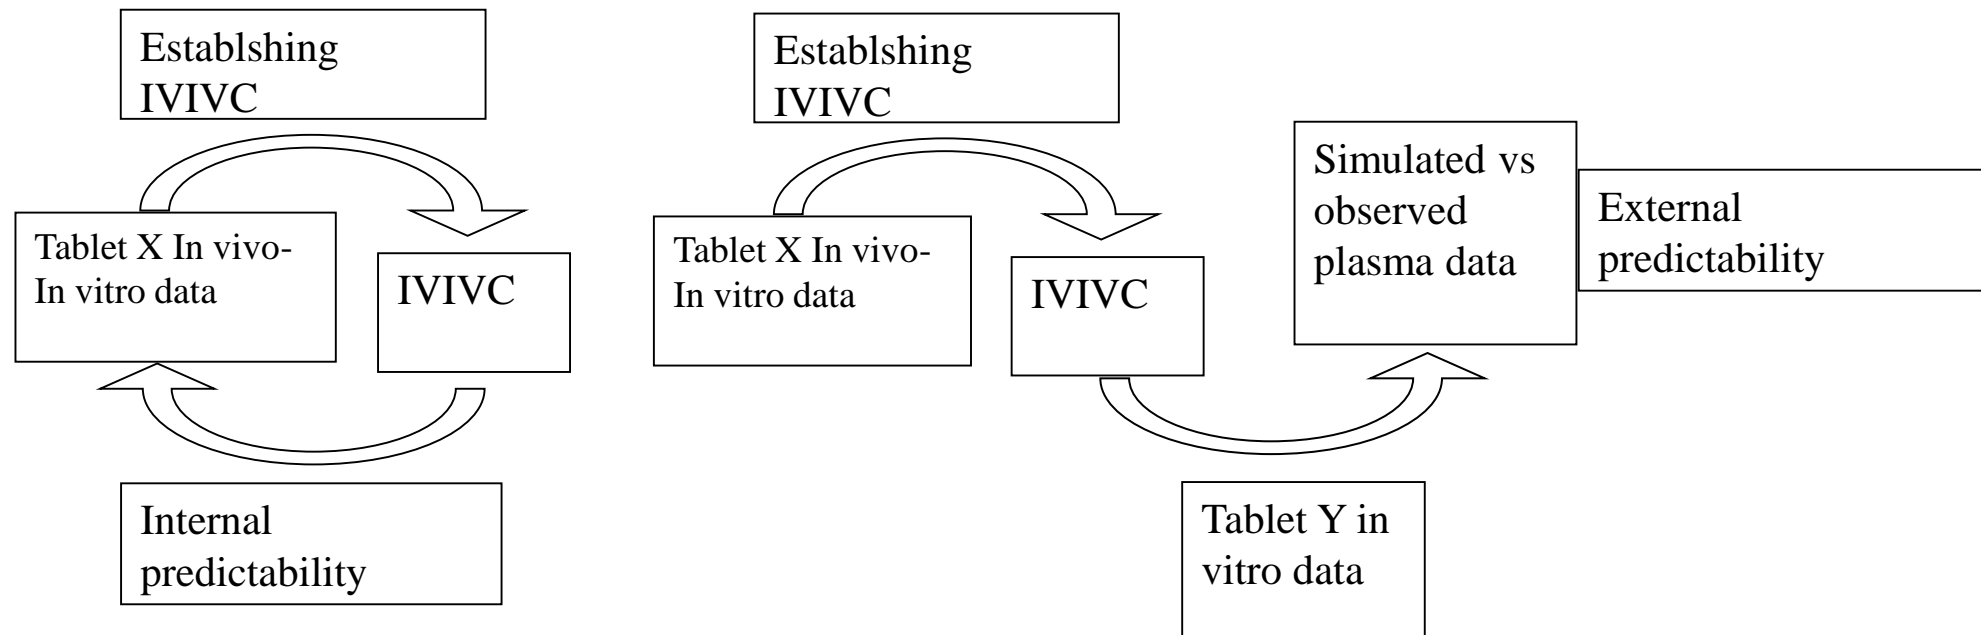 Establshing
IVIVC
Tablet X In vivo-
In vitro data
IVIVC
Internal
predictability
Establshing
IVIVC
Tablet X In vivo-
In vitro data
IVIVC
Simulated vs
observed
plasma data
External
predictability
Tablet Y in
vitro data